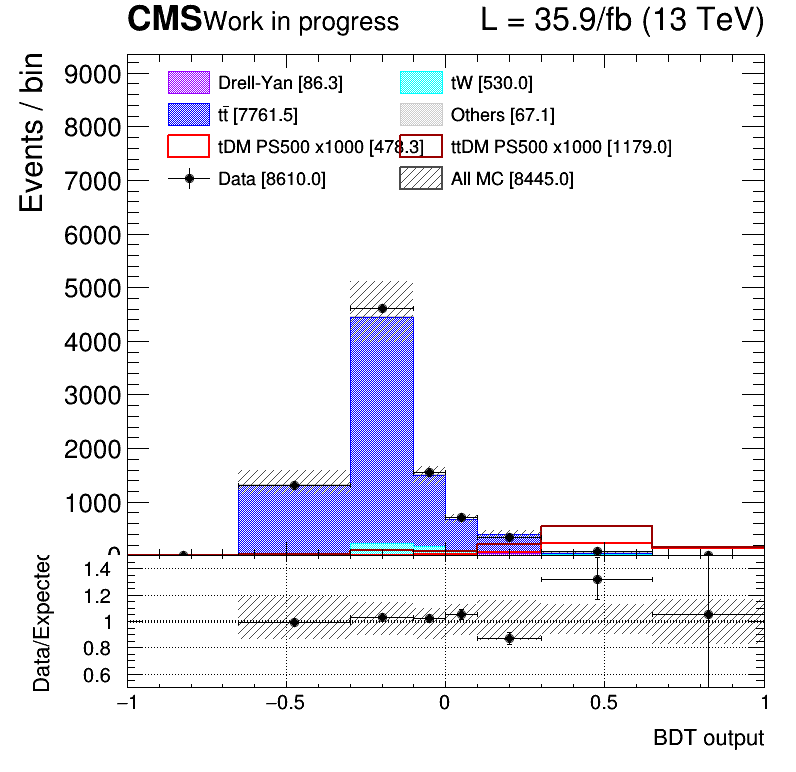 CMS Work in progress L = 35.9/fb (13 TeV)
Events / bin
9000
8000
7000
6000
5000
4000
3000
2000
1000
0
Drell-Yan [86.3]
tW [530.0]
tt̄ [7761.5]
Others [67.1]
tDM PS500 x1000 [478.3]
ttDM PS500 x1000 [1179.0]
Data [8610.0]
All MC [8445.0]
Data/Expected
1.4
1.2
1
0.8
0.6
−1 −0.5 0 0.5 1
BDT output